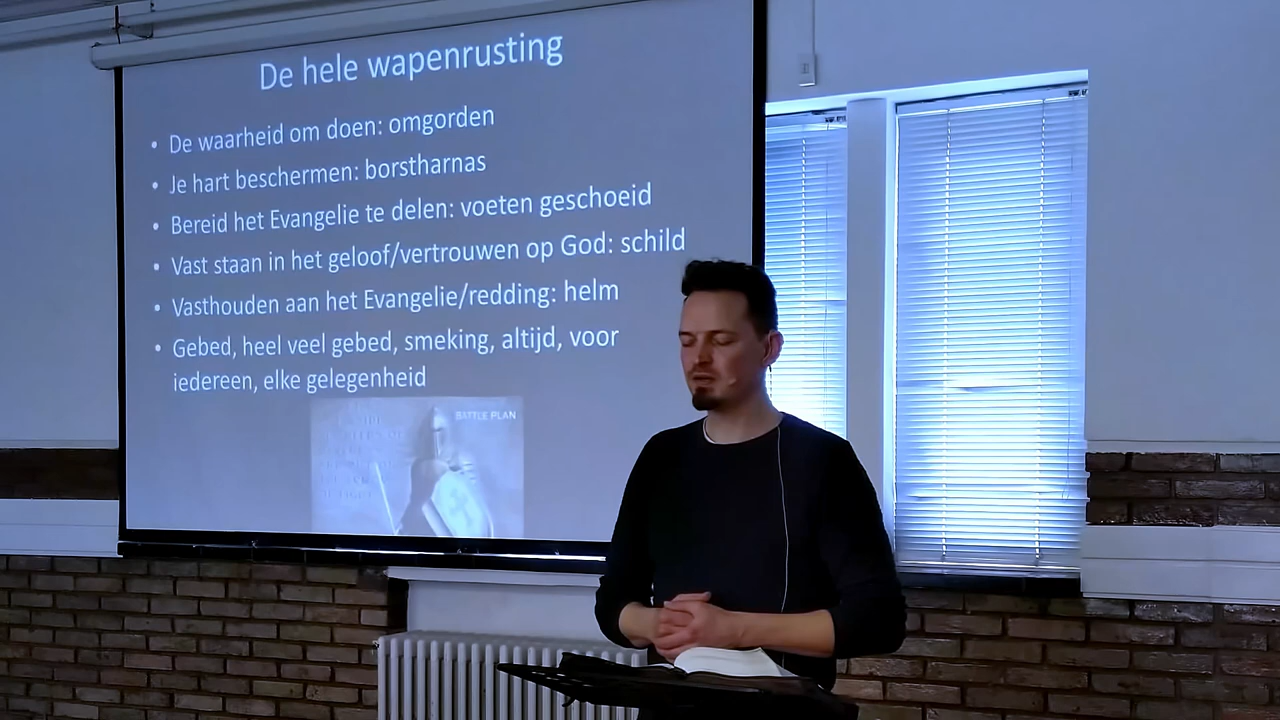 De hele wapenrusting
• De waarheid om doen: omgorden
• Je hart beschermen: borstharnas
• Bereid het Evangelie te delen: voeten geschoeid
• Vast staan in het geloof/vertrouwen op God: schild
• Vasthouden aan het Evangelie/redding: helm
• Gebed, heel veel gebed, smeking, altijd, voor
iedereen, elke gelegenheid
BATTLE PLAN